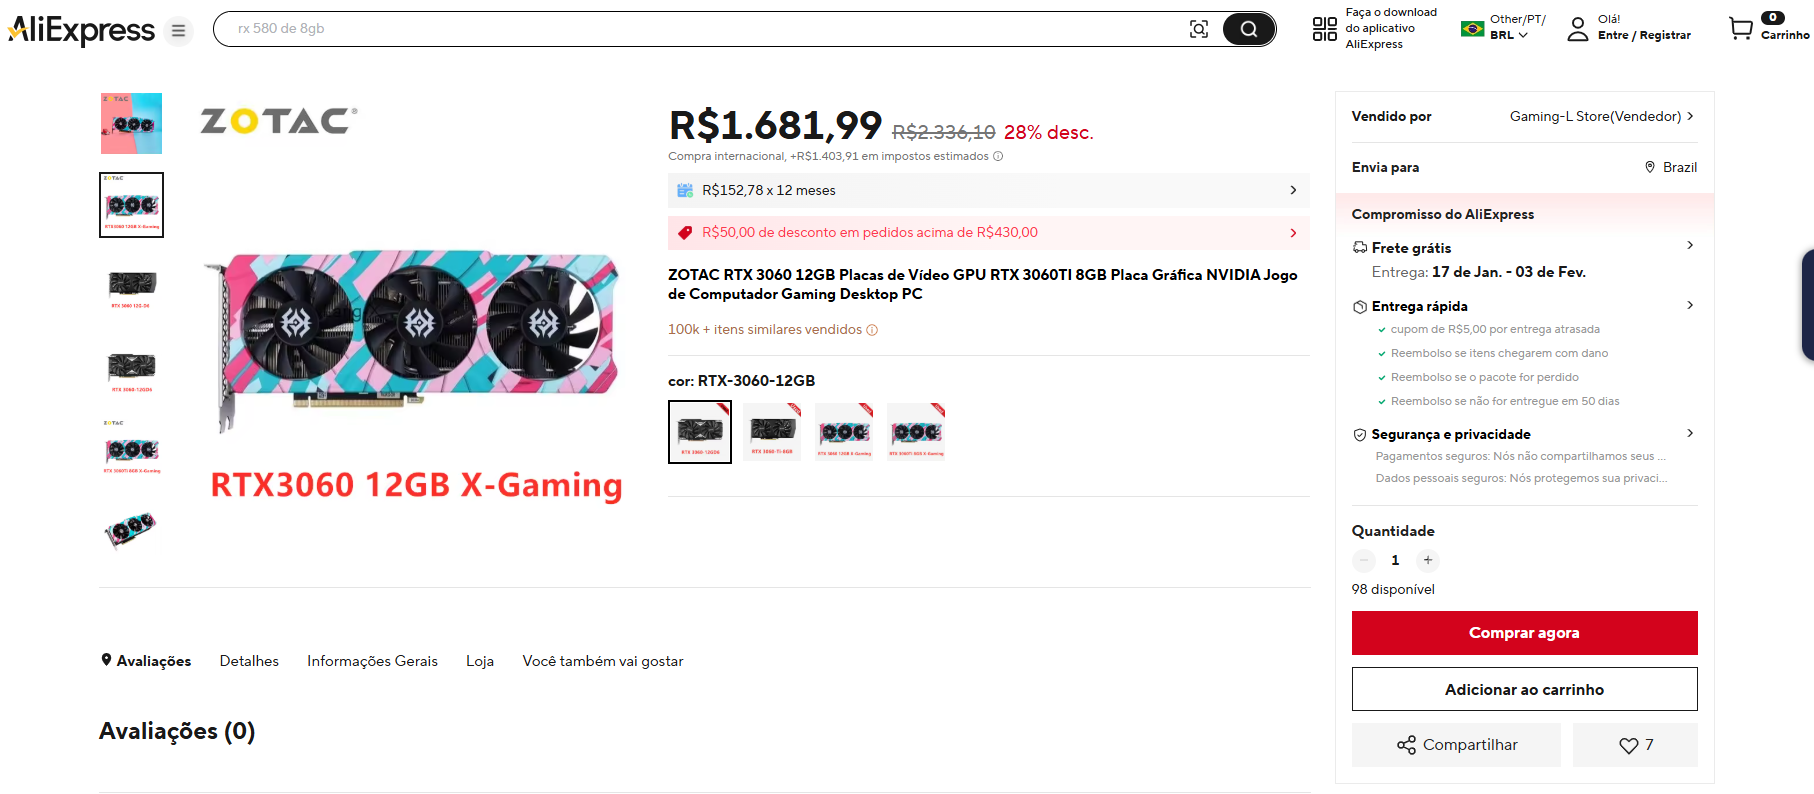 AliExpress
rx 580 de 8gb
Faça o download
do aplicativo
AliExpress
Other/PT/
BRL
Olá!
Entre / Registrar
0
Carrinho
ZOTAC
RTX3060 12GB X-Gaming
R$1.681,99 R$2.336,10 28% desc.
Compra internacional, +R$1.403,91 em impostos estimados
R$152,78 x 12 meses
R$50,00 de desconto em pedidos acima de R$430,00
ZOTAC RTX 3060 12GB Placas de Vídeo GPU RTX 3060TI 8GB Placa Gráfica NVIDIA Jogo
de Computador Gaming Desktop PC
100k + itens similares vendidos
cor: RTX-3060-12GB
Vendido por
Gaming-L Store(Vendedor)
Envia para
Brazil
Compromisso do AliExpress
Frete grátis
Entrega: 17 de Jan. - 03 de Fev.
Entrega rápida
cupom de R$5,00 por entrega atrasada
Reembolso se itens chegarem com dano
Reembolso se o pacote for perdido
Reembolso se não for entregue em 50 dias
Segurança e privacidade
Pagamentos seguros: Nós não compartilhamos seus ...
Dados pessoais seguros: Nós protegemos sua privaci...
Quantidade
− 1 +
98 disponível
Comprar agora
Adicionar ao carrinho
Compartilhar
7
Avaliações
Detalhes
Informações Gerais
Loja
Você também vai gostar
Avaliações (0)